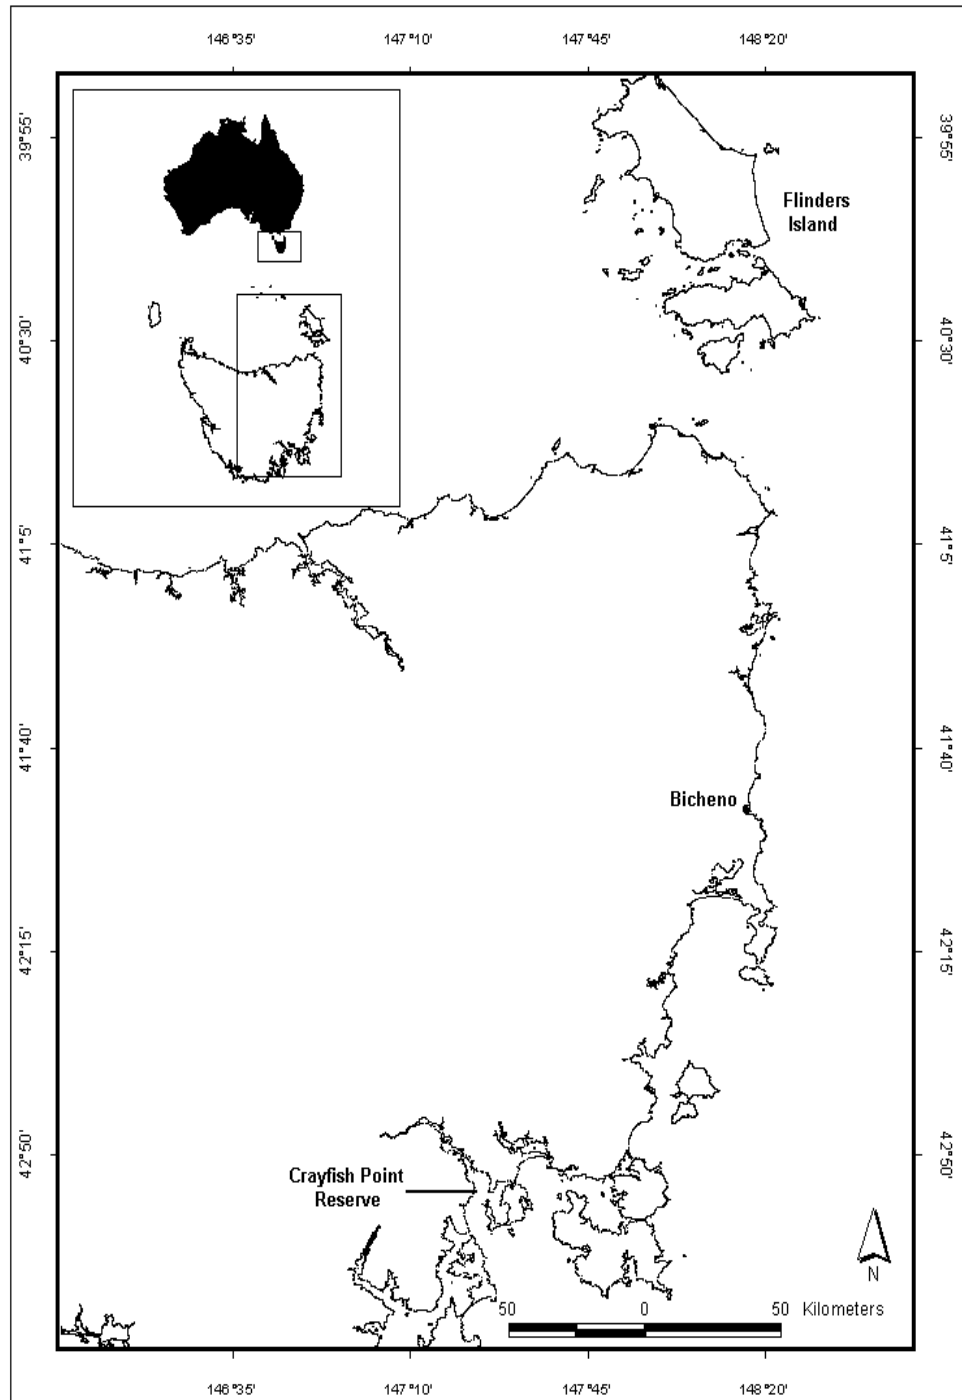 146°35' 147°10' 147°45' 148°20'
39°55' 39°55'
Flinders
Island
40°30' 40°30'
41°5' 41°5'
41°40' 41°40'
Bicheno
42°15' 42°15'
42°50' 42°50'
Crayfish Point
Reserve
N
50 0 50 Kilometers
146°35' 147°10' 147°45' 148°20'